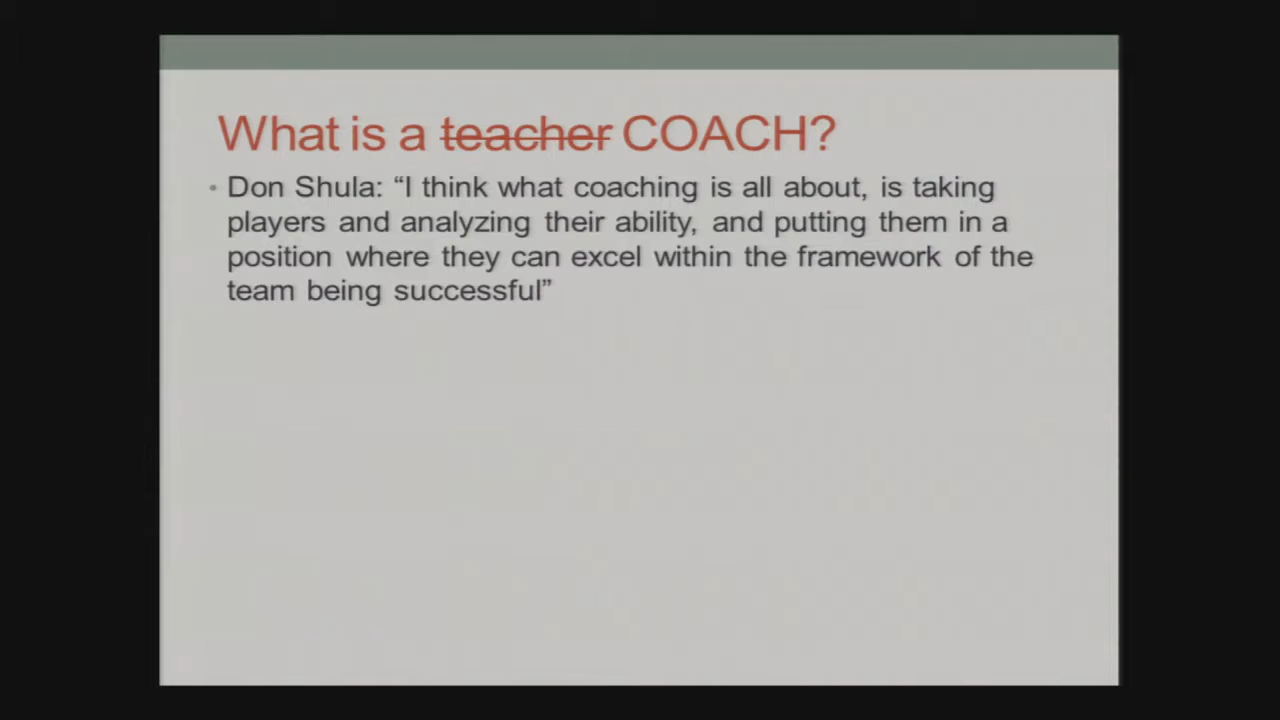 What is a teacher COACH?
• Don Shula: “I think what coaching is all about, is taking
players and analyzing their ability, and putting them in a
position where they can excel within the framework of the
team being successful”